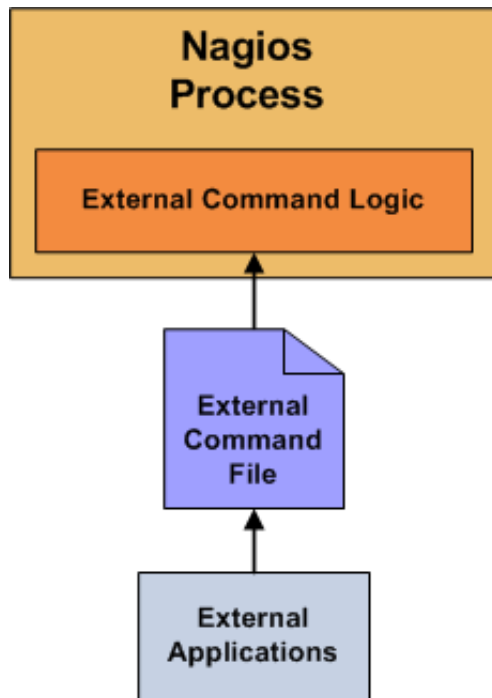 Nagios
Process
External Command Logic
External
Command
File
External
Applications